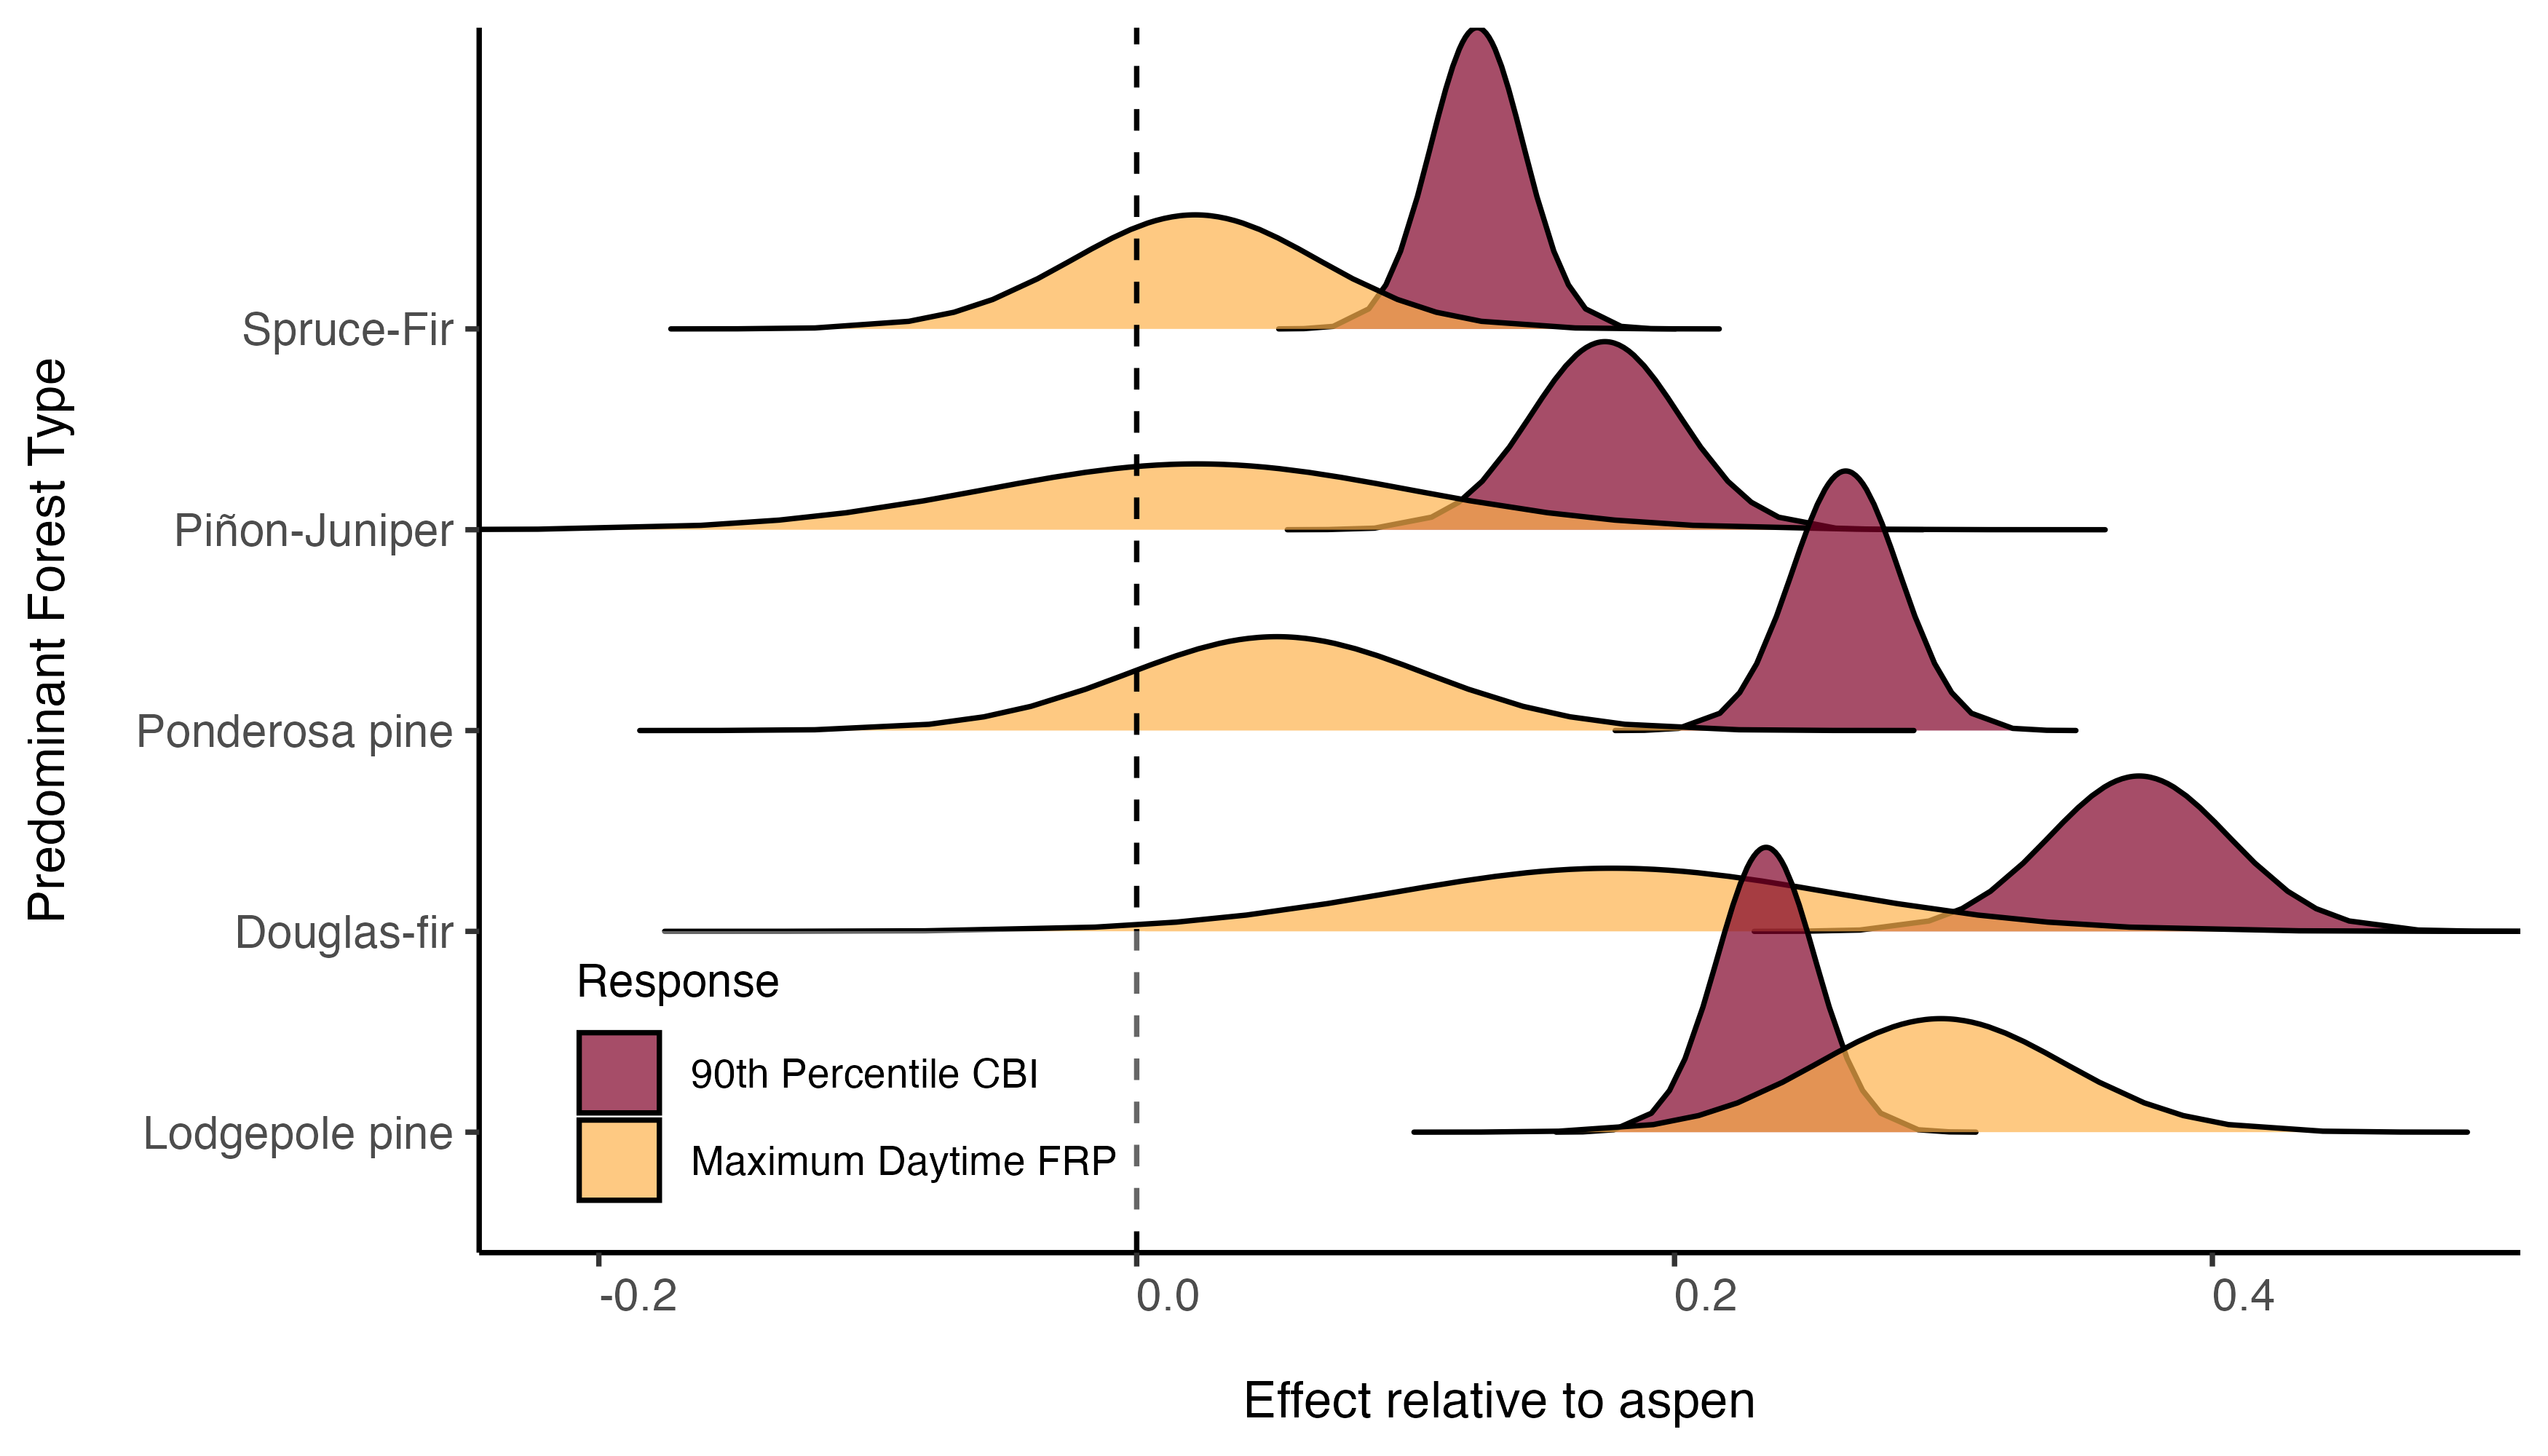 Predominant Forest Type
Spruce-Fir
Piñon-Juniper
Ponderosa pine
Douglas-fir
Lodgepole pine
Response
90th Percentile CBI
Maximum Daytime FRP
-0.2
0.0
0.2
0.4
Effect relative to aspen